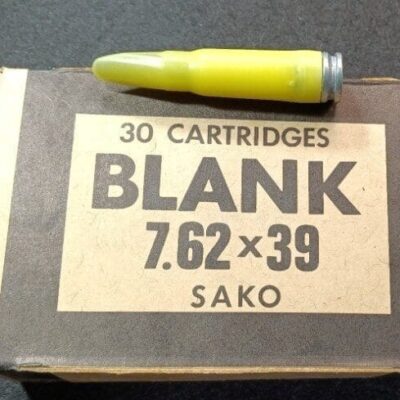 30 CARTRIDGES
BLANK
7.62×39
SAKO